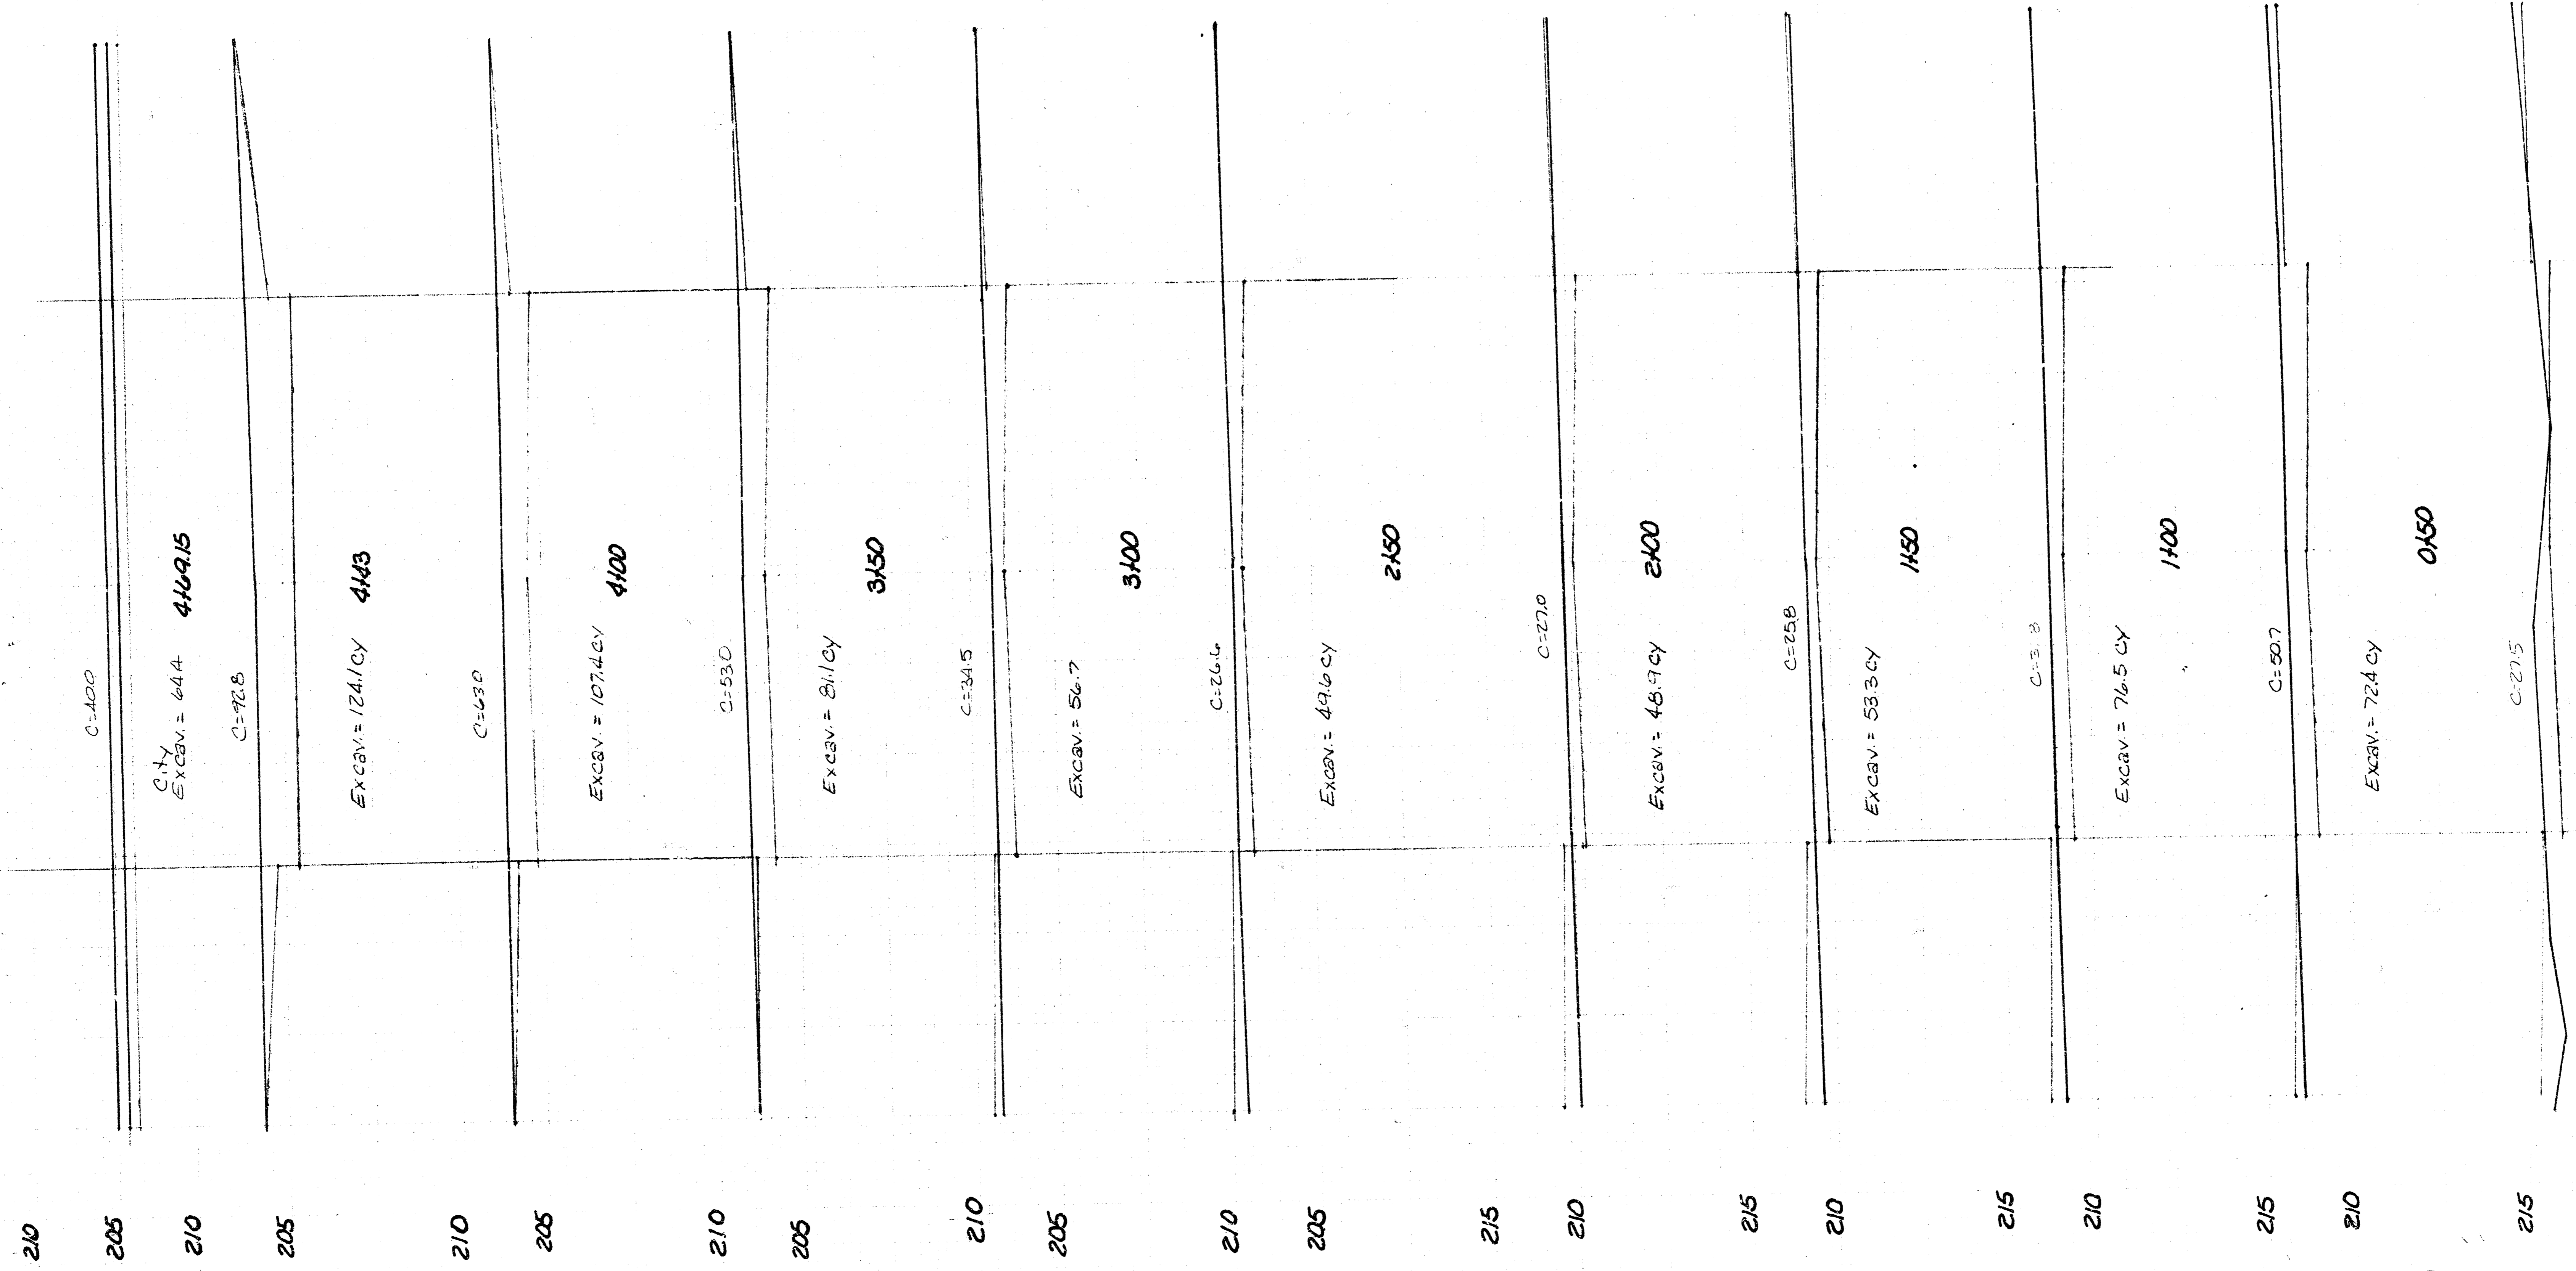 C=40.0
City
Excav. = 64.4
4+69.15
C=92.8
Excav. = 124.1 CY
4+43
C=63.0
Excav. = 107.4 CY
4+00
C=53.0
Excav. = 81.1 CY
3+50
C=34.5
Excav. = 56.7
3+00
C=26.6
Excav. = 49.6 CY
2+50
C=27.0
Excav. = 48.9 CY
2+00
C=25.8
Excav. = 53.3 CY
1+50
Excav. = 76.5 CY
1+00
C=50.7
Excav. = 72.4 CY
0+50
C=27.5
210
205
210
205
210
205
210
205
210
205
210
205
215
210
215
210
215
210
215
210
215